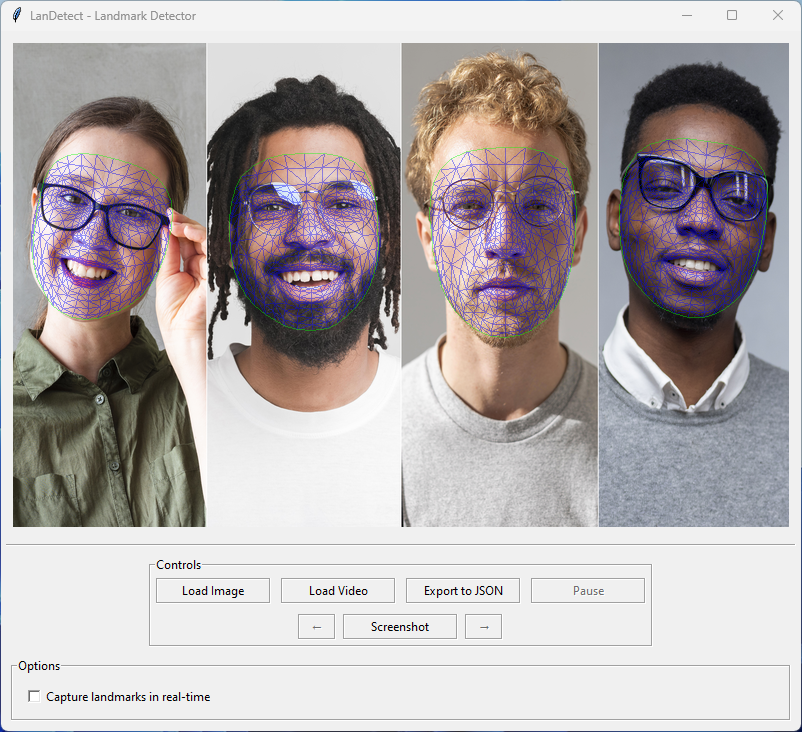 LanDetect - Landmark Detector
Controls
Load Image Load Video Export to JSON Pause
← Screenshot →
Options
Capture landmarks in real-time